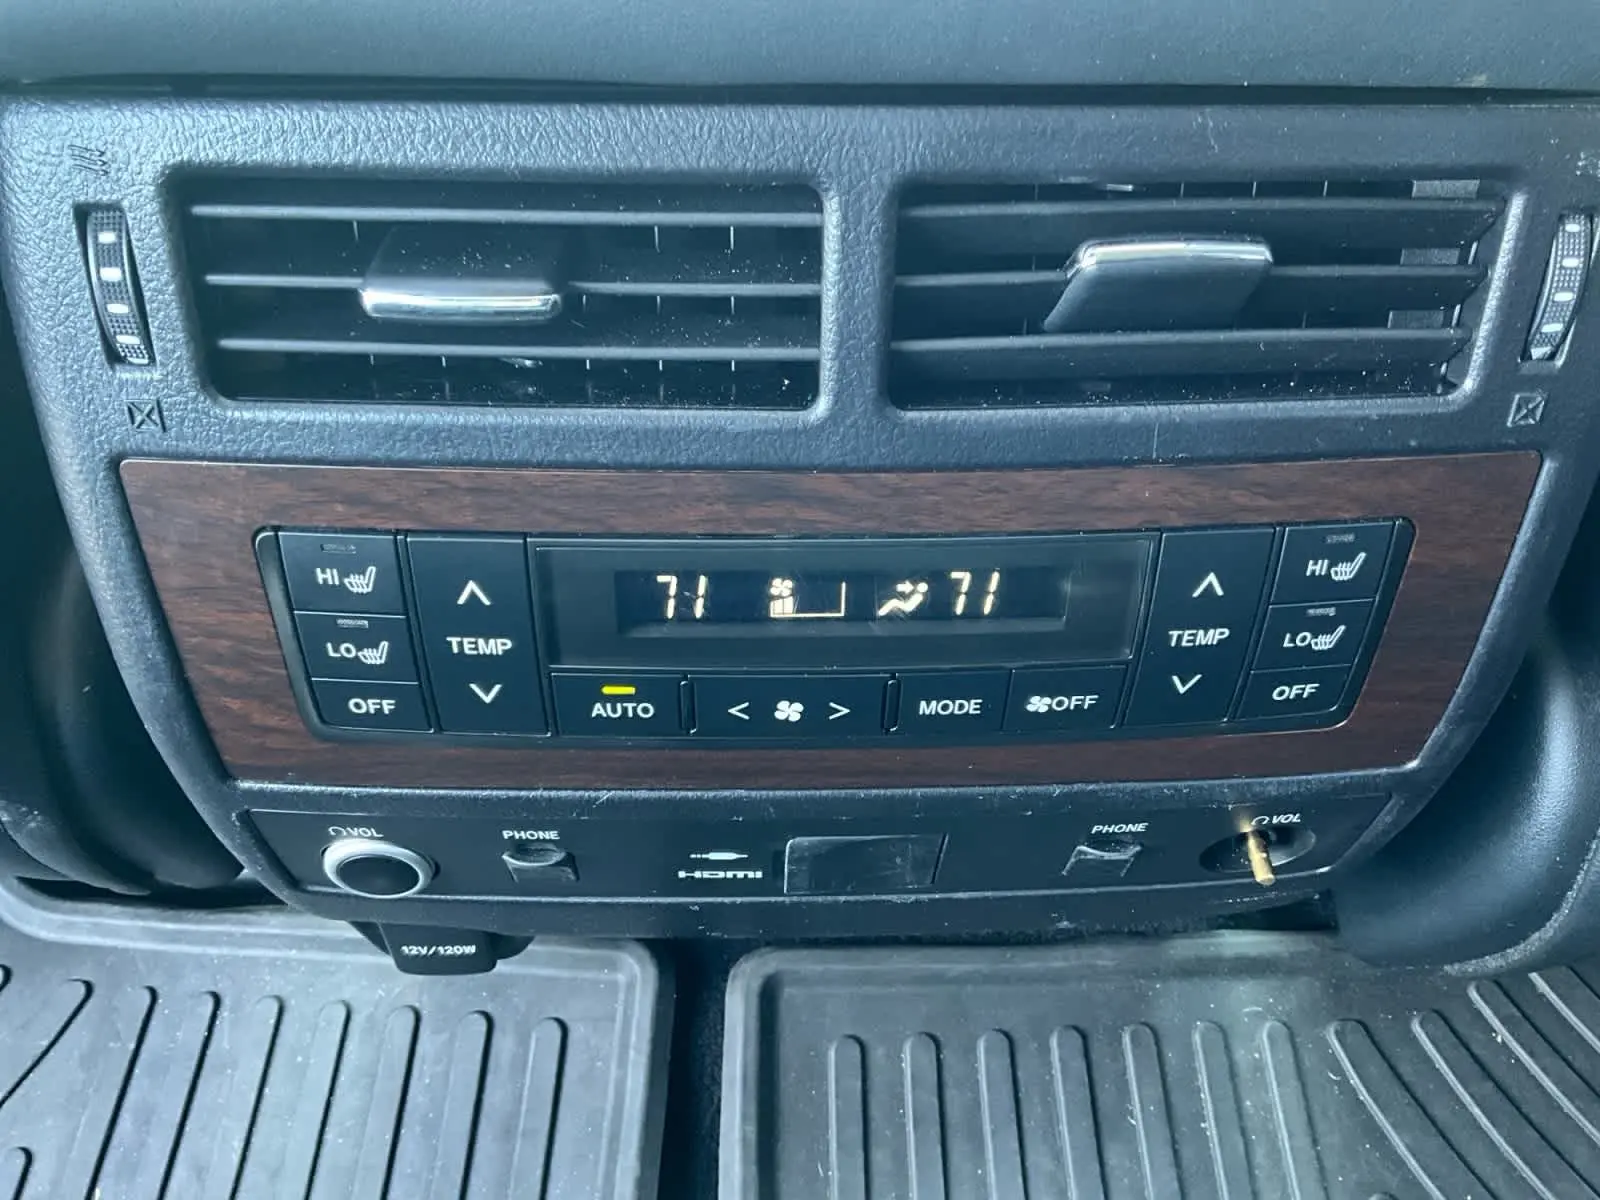 71 71
HI
LO
OFF
TEMP
AUTO
< >
MODE
OFF
TEMP
HI
LO
OFF
VOL
PHONE
HDMI
PHONE
VOL
12V/120W